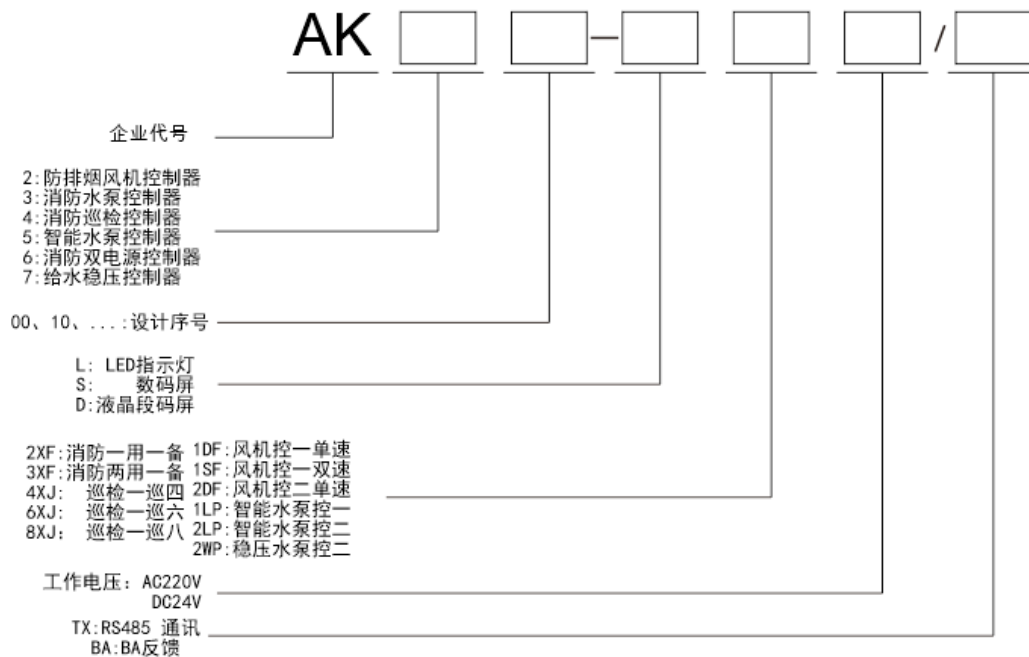 AK — /
企业代号
2:防排烟风机控制器
3:消防水泵控制器
4:消防巡检控制器
5:智能水泵控制器
6:消防双电源控制器
7:给水稳压控制器
00、10、...:设计序号
L: LED指示灯
S: 数码屏
D:液晶段码屏
2XF:消防一用一备
3XF:消防两用一备
4XJ: 巡检一巡四
6XJ: 巡检一巡六
8XJ: 巡检一巡八
1DF:风机控一单速
1SF:风机控一双速
2DF:风机控二单速
1LP:智能水泵控一
2LP:智能水泵控二
2WP:稳压水泵控二
工作电压: AC220V
DC24V
TX:RS485 通讯
BA:BA反馈